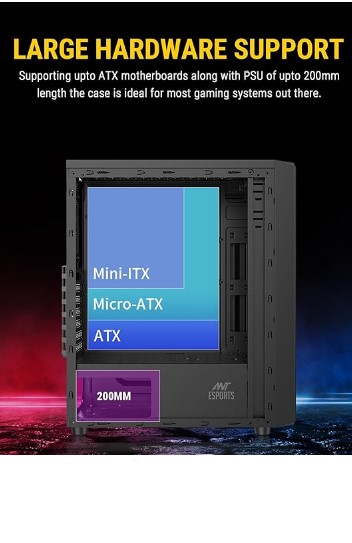 LARGE HARDWARE SUPPORT
Supporting upto ATX motherboards along with PSU of upto 200mm
length the case is ideal for most gaming systems out there.
Mini-ITX
Micro-ATX
ATX
200MM
ANT
ESPORTS